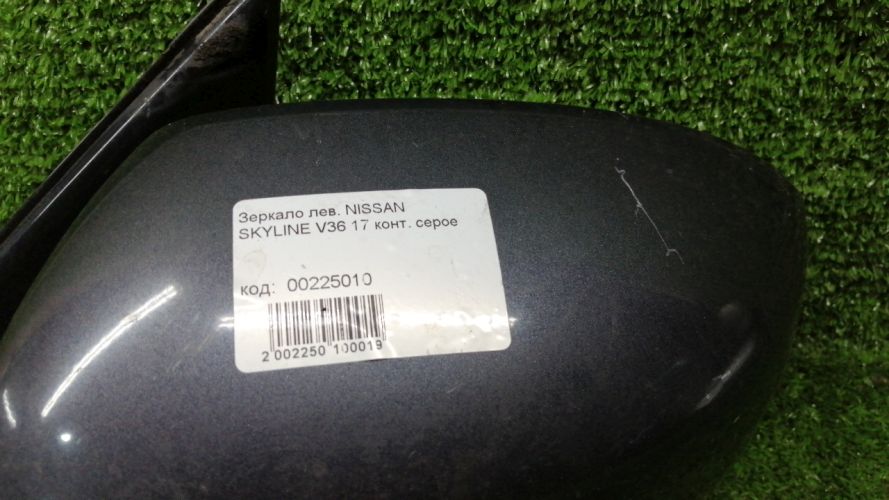 Зеркало лев. NISSAN
SKYLINE V36 17 конт. серое
код: 00225010
2 002250 100019